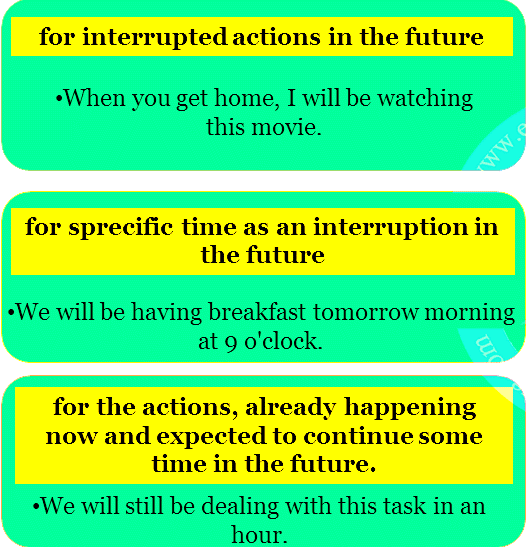 for interrupted actions in the future
•When you get home, I will be watching
this movie.
www.e
for sprecific time as an interruption in
the future
•We will be having breakfast tomorrow morning
at 9 o'clock.
om
for the actions, already happening
now and expected to continue some
time in the future.
•We will still be dealing with this task in an
hour.